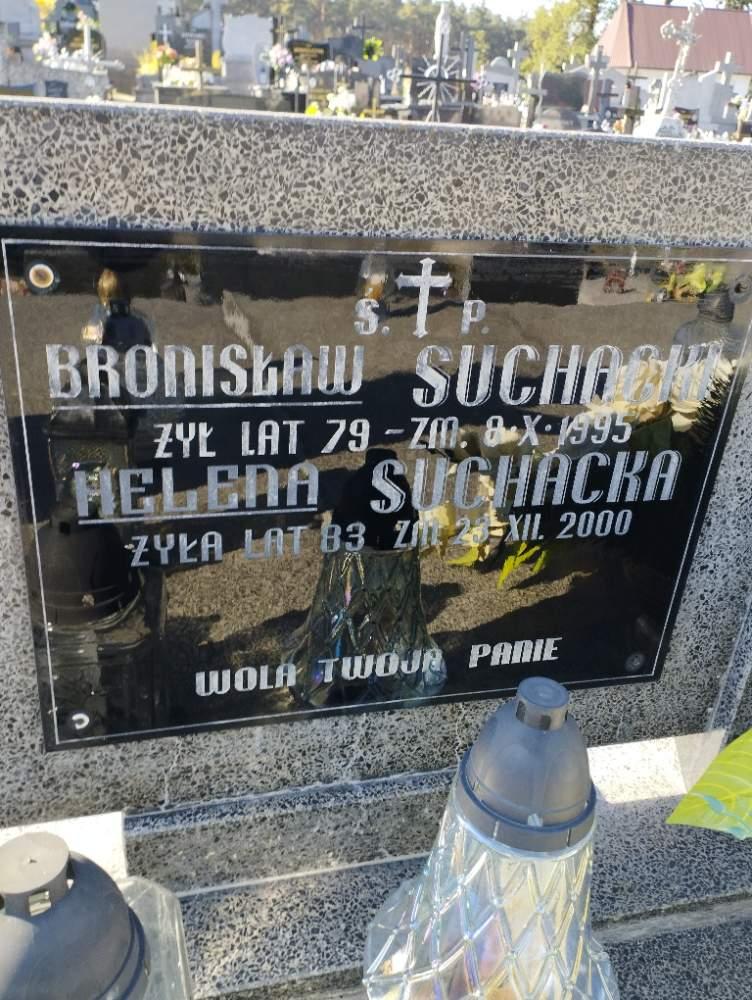 Ś. P.
BRONISŁAW SUCHACKI
ŻYŁ LAT 79 - ZM. 8·X·1995
HELENA SUCHACKA
ŻYŁA LAT 83 ZM 23 XII. 2000
WOLA TWOJA PANIE